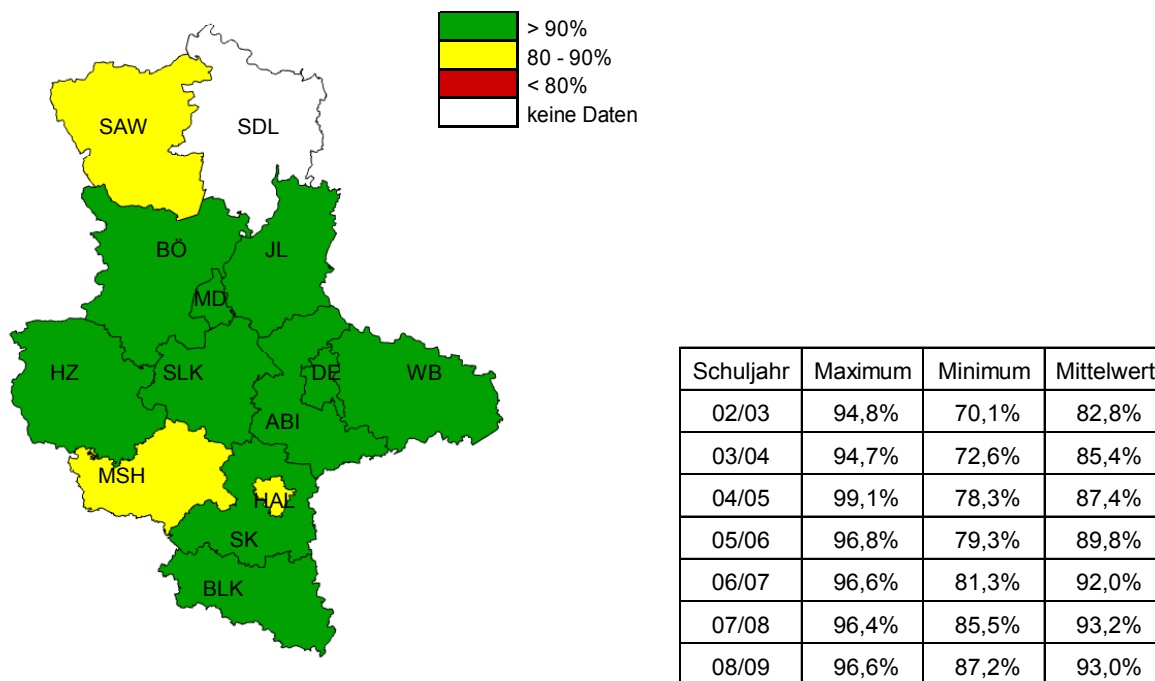 > 90%
80 - 90%
< 80%
keine Daten
SAW
SDL
BÖ
JL
MD
HZ
SLK
DE
WB
ABI
MSH
HAL
SK
BLK
Schuljahr Maximum Minimum Mittelwert
02/03 94,8% 70,1% 82,8%
03/04 94,7% 72,6% 85,4%
04/05 99,1% 78,3% 87,4%
05/06 96,8% 79,3% 89,8%
06/07 96,6% 81,3% 92,0%
07/08 96,4% 85,5% 93,2%
08/09 96,6% 87,2% 93,0%